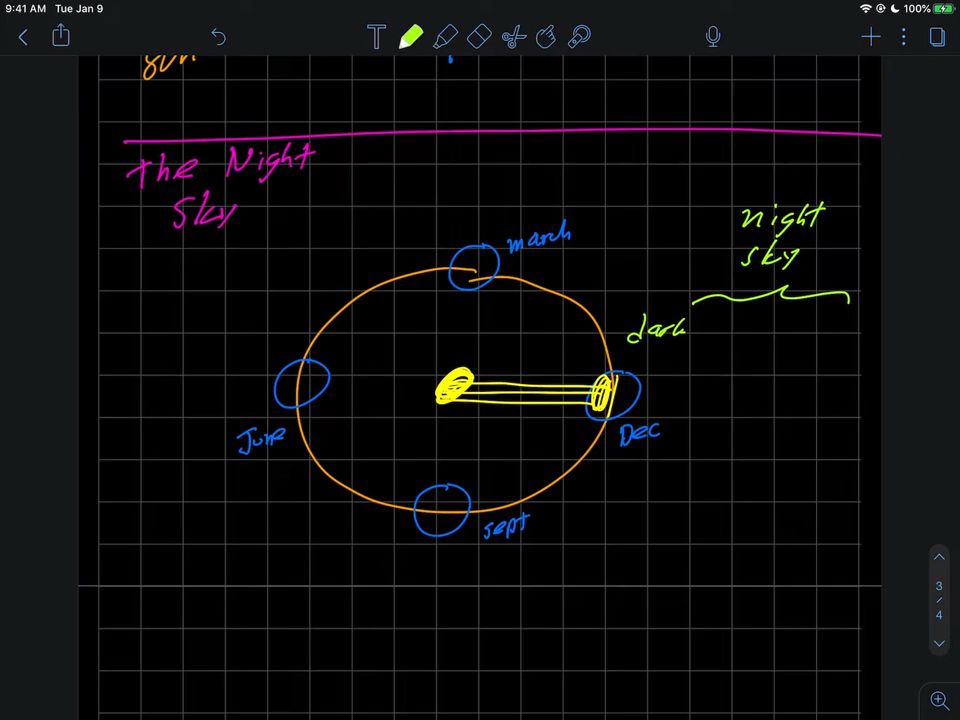 9:41 AM Tue Jan 9
100%
T
sun
The Night
Sky
march
night
sky
dark
June
Dec
sept
3
/
4